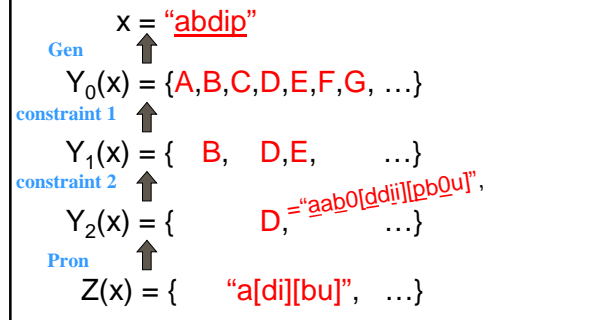 x = “abdip”
Gen
Y₀(x) = {A,B,C,D,E,F,G, …}
constraint 1
Y₁(x) = { B, D,E, …}
constraint 2
Y₂(x) = { D, =“aab0[ddii][pb0u]”, …}
Pron
Z(x) = { “a[di][bu]”, …}